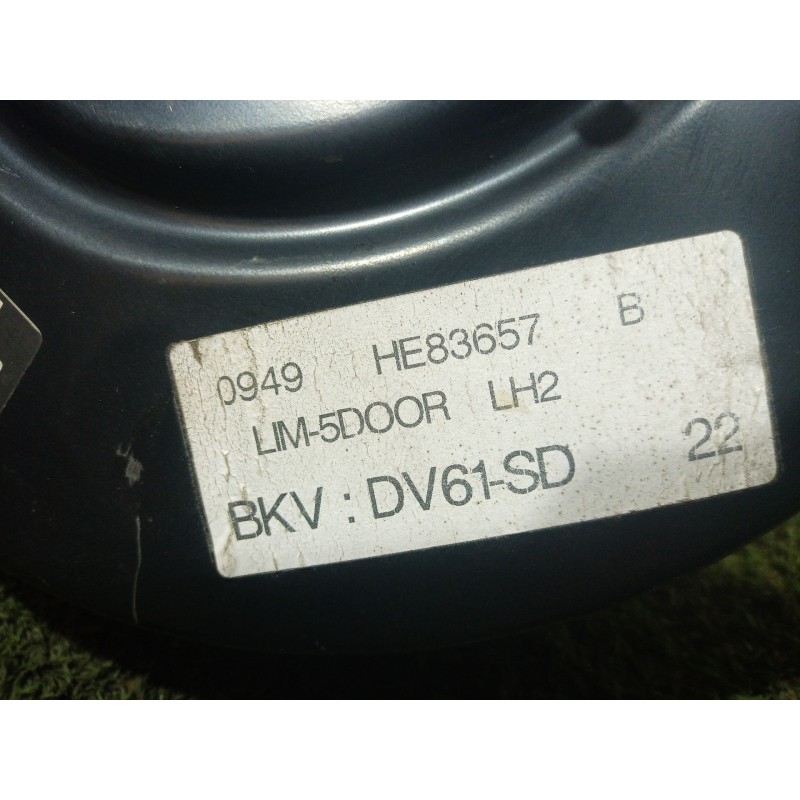 0949 HE83657 B
LIM-5DOOR LH2
BKV : DV61-SD 22